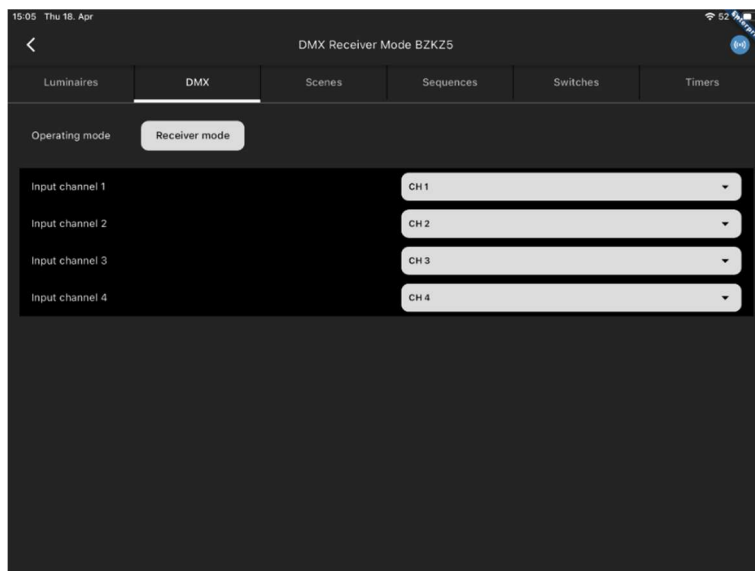 15:05 Thu 18. Apr
52
DMX Receiver Mode BZKZ5
Luminaires DMX Scenes Sequences Switches Timers
Operating mode Receiver mode
Input channel 1 CH 1
Input channel 2 CH 2
Input channel 3 CH 3
Input channel 4 CH 4